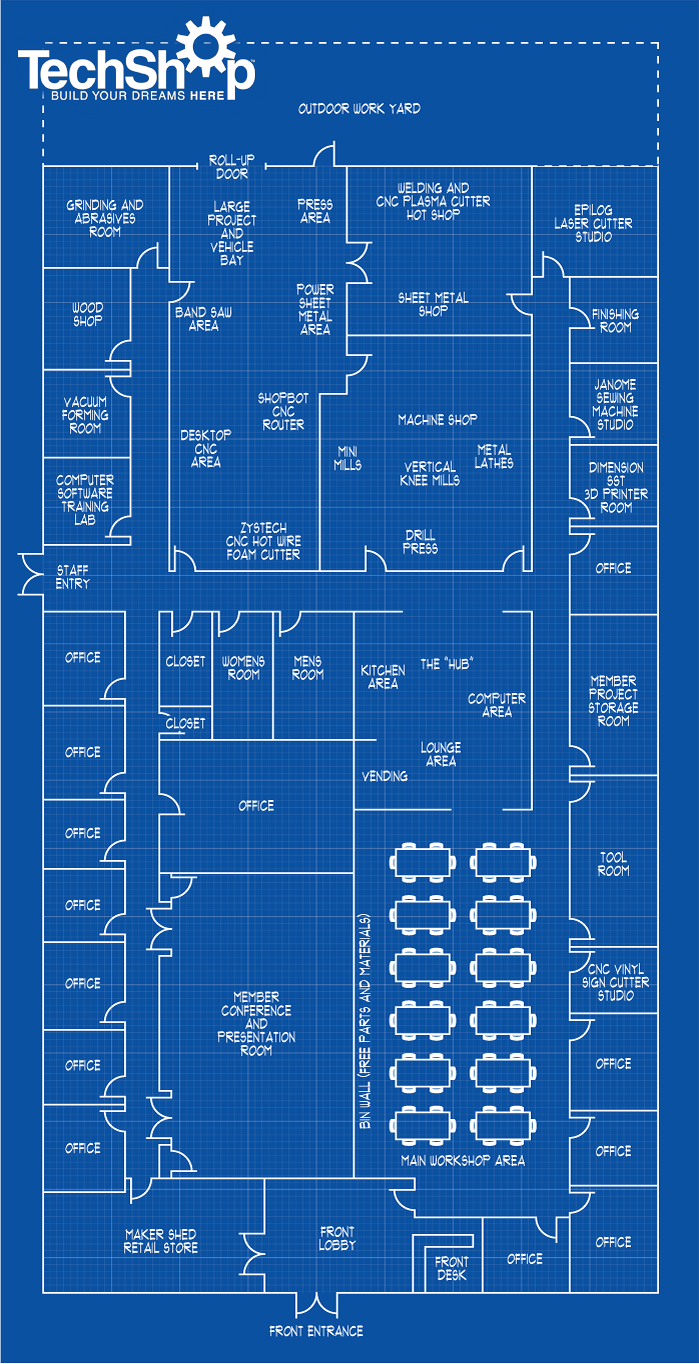 TechShop™
BUILD YOUR DREAMS HERE
OUTDOOR WORK YARD
ROLL-UP
DOOR
GRINDING AND
ABRASIVES
ROOM
LARGE
PROJECT
AND
VEHICLE
BAY
PRESS
AREA
WELDING AND
CNC PLASMA CUTTER
HOT SHOP
EPILOG
LASER CUTTER
STUDIO
WOOD
SHOP
BAND SAW
AREA
POWER
SHEET
METAL
AREA
SHEET METAL
SHOP
FINISHING
ROOM
VACUUM
FORMING
ROOM
SHOPBOT
CNC
ROUTER
DESKTOP
CNC
AREA
MINI
MILLS
MACHINE SHOP
VERTICAL
KNEE MILLS
METAL
LATHES
JANOME
SEWING
MACHINE
STUDIO
COMPUTER
SOFTWARE
TRAINING
LAB
DIMENSION
SST
3D PRINTER
ROOM
ZYSTECH
CNC HOT WIRE
FOAM CUTTER
DRILL
PRESS
STAFF
ENTRY
OFFICE
OFFICE
CLOSET
WOMENS
ROOM
MENS
ROOM
KITCHEN
AREA
THE "HUB"
COMPUTER
AREA
MEMBER
PROJECT
STORAGE
ROOM
CLOSET
OFFICE
LOUNGE
AREA
VENDING
OFFICE
OFFICE
TOOL
ROOM
OFFICE
BIN WALL (FREE PARTS AND MATERIALS)
OFFICE
CNC VINYL
SIGN CUTTER
STUDIO
MEMBER
CONFERENCE
AND
PRESENTATION
ROOM
OFFICE
OFFICE
OFFICE
OFFICE
MAIN WORKSHOP AREA
MAKER SHED
RETAIL STORE
FRONT
LOBBY
FRONT
DESK
OFFICE
OFFICE
FRONT ENTRANCE